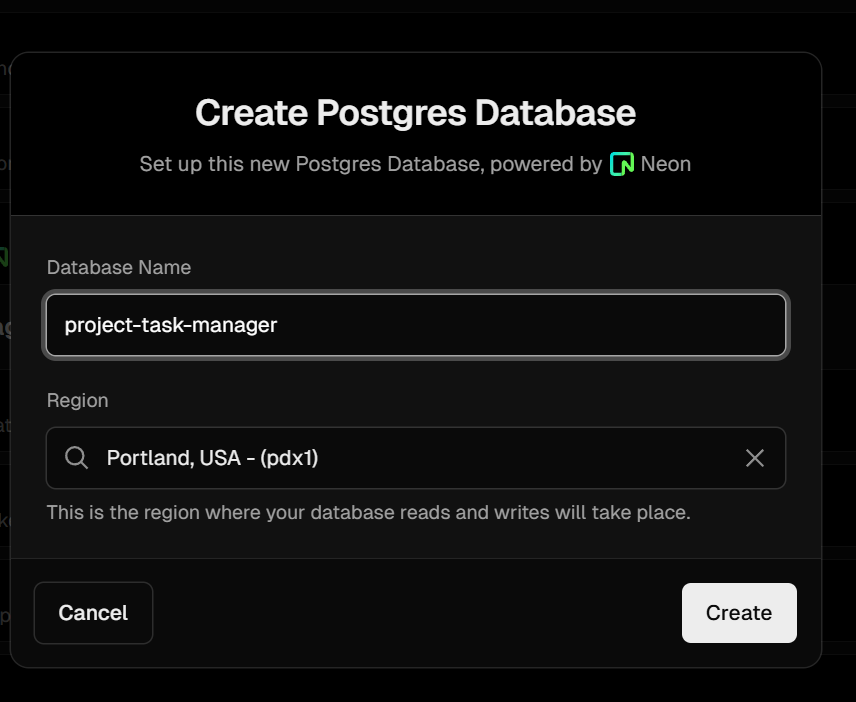 Create Postgres Database
Set up this new Postgres Database, powered by Neon
Database Name
project-task-manager
Region
Portland, USA - (pdx1)
This is the region where your database reads and writes will take place.
Cancel
Create